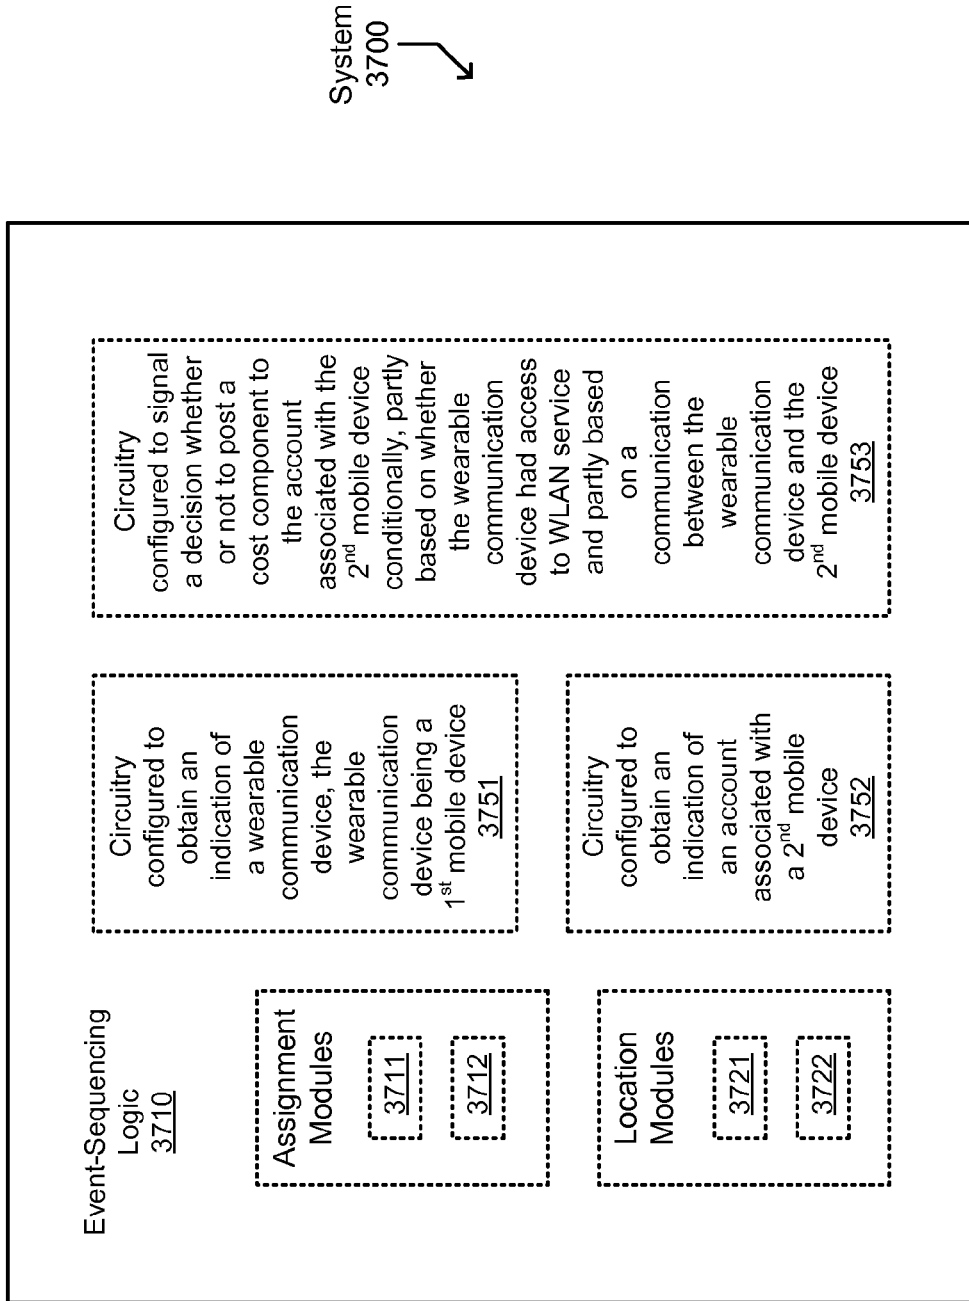 System
3700
Event-Sequencing
Logic
3710
Assignment
Modules
3711
3712
Location
Modules
3721
3722
Circuitry
configured to
obtain an
indication of
a wearable
communication
device, the
wearable
communication
device being a
1st mobile device
3751
Circuitry
configured to
obtain an
indication of
an account
associated with
a 2nd mobile
device
3752
Circuitry
configured to signal
a decision whether
or not to post a
cost component to
the account
associated with the
2nd mobile device
conditionally, partly
based on whether
the wearable
communication
device had access
to WLAN service
and partly based
on a
communication
between the
wearable
communication
device and the
2nd mobile device
3753